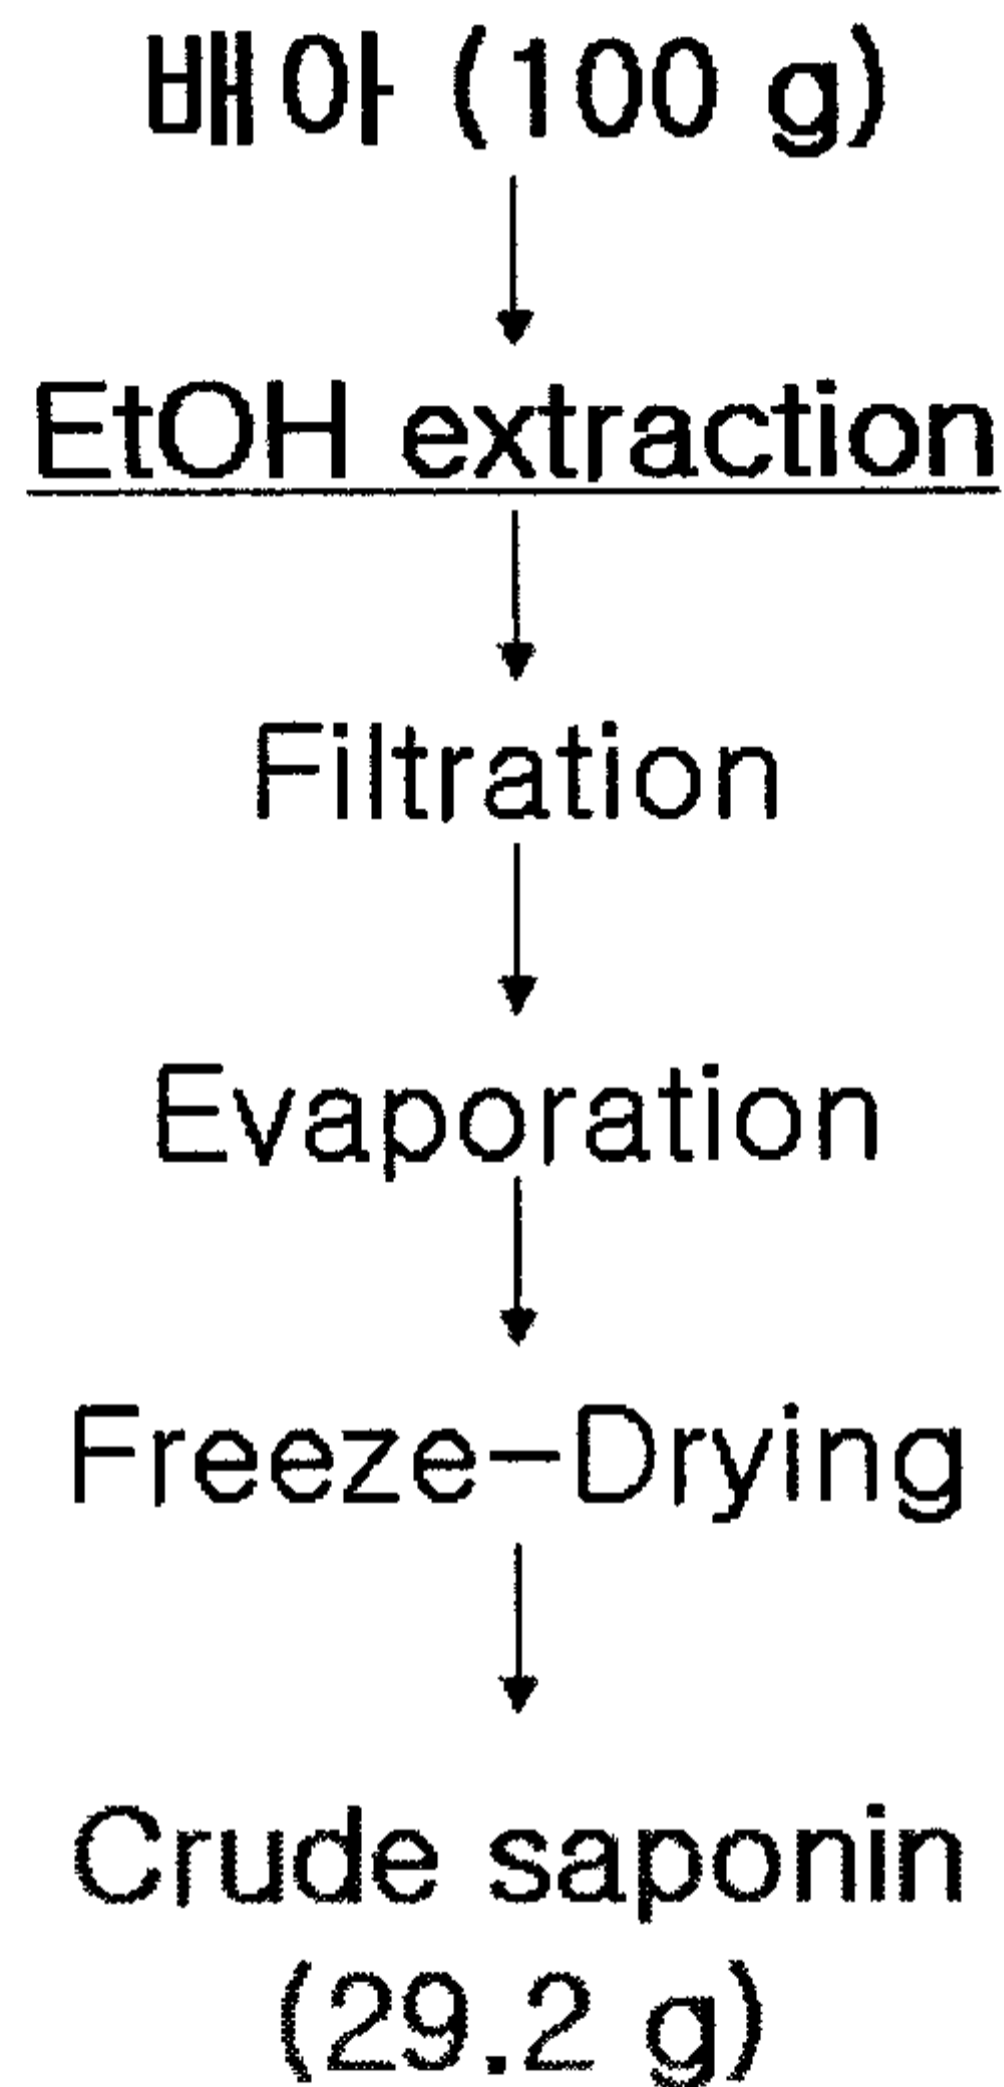 배아 (100 g)
EtOH extraction
Filtration
Evaporation
Freeze-Drying
Crude saponin
(29.2 g)